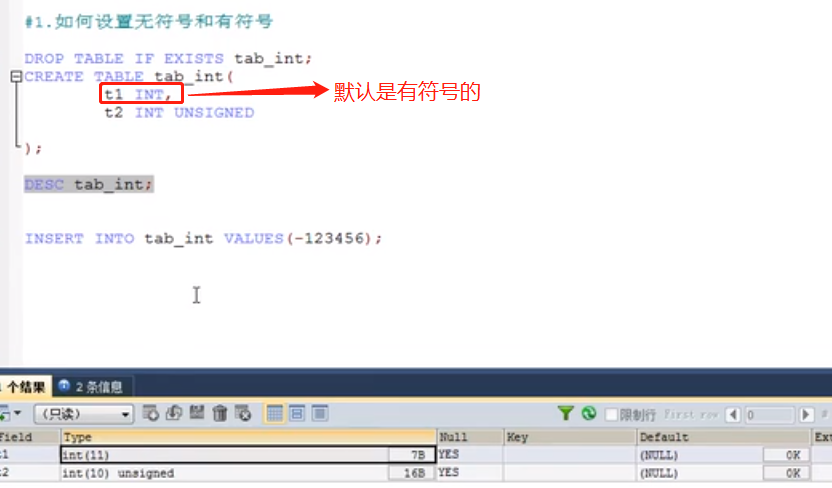 #1.如何设置无符号和有符号
DROP TABLE IF EXISTS tab_int;
CREATE TABLE tab_int(
t1 INT,
默认是有符号的
t2 INT UNSIGNED
);
DESC tab_int;
INSERT INTO tab_int VALUES(-123456);
个结果 2 条信息
(只读) 限制行 First row 0 #
Field Type Null Key Default Ext
t1 int(11) 7B YES (NULL) 0K
t2 int(10) unsigned 16B YES (NULL) 0K